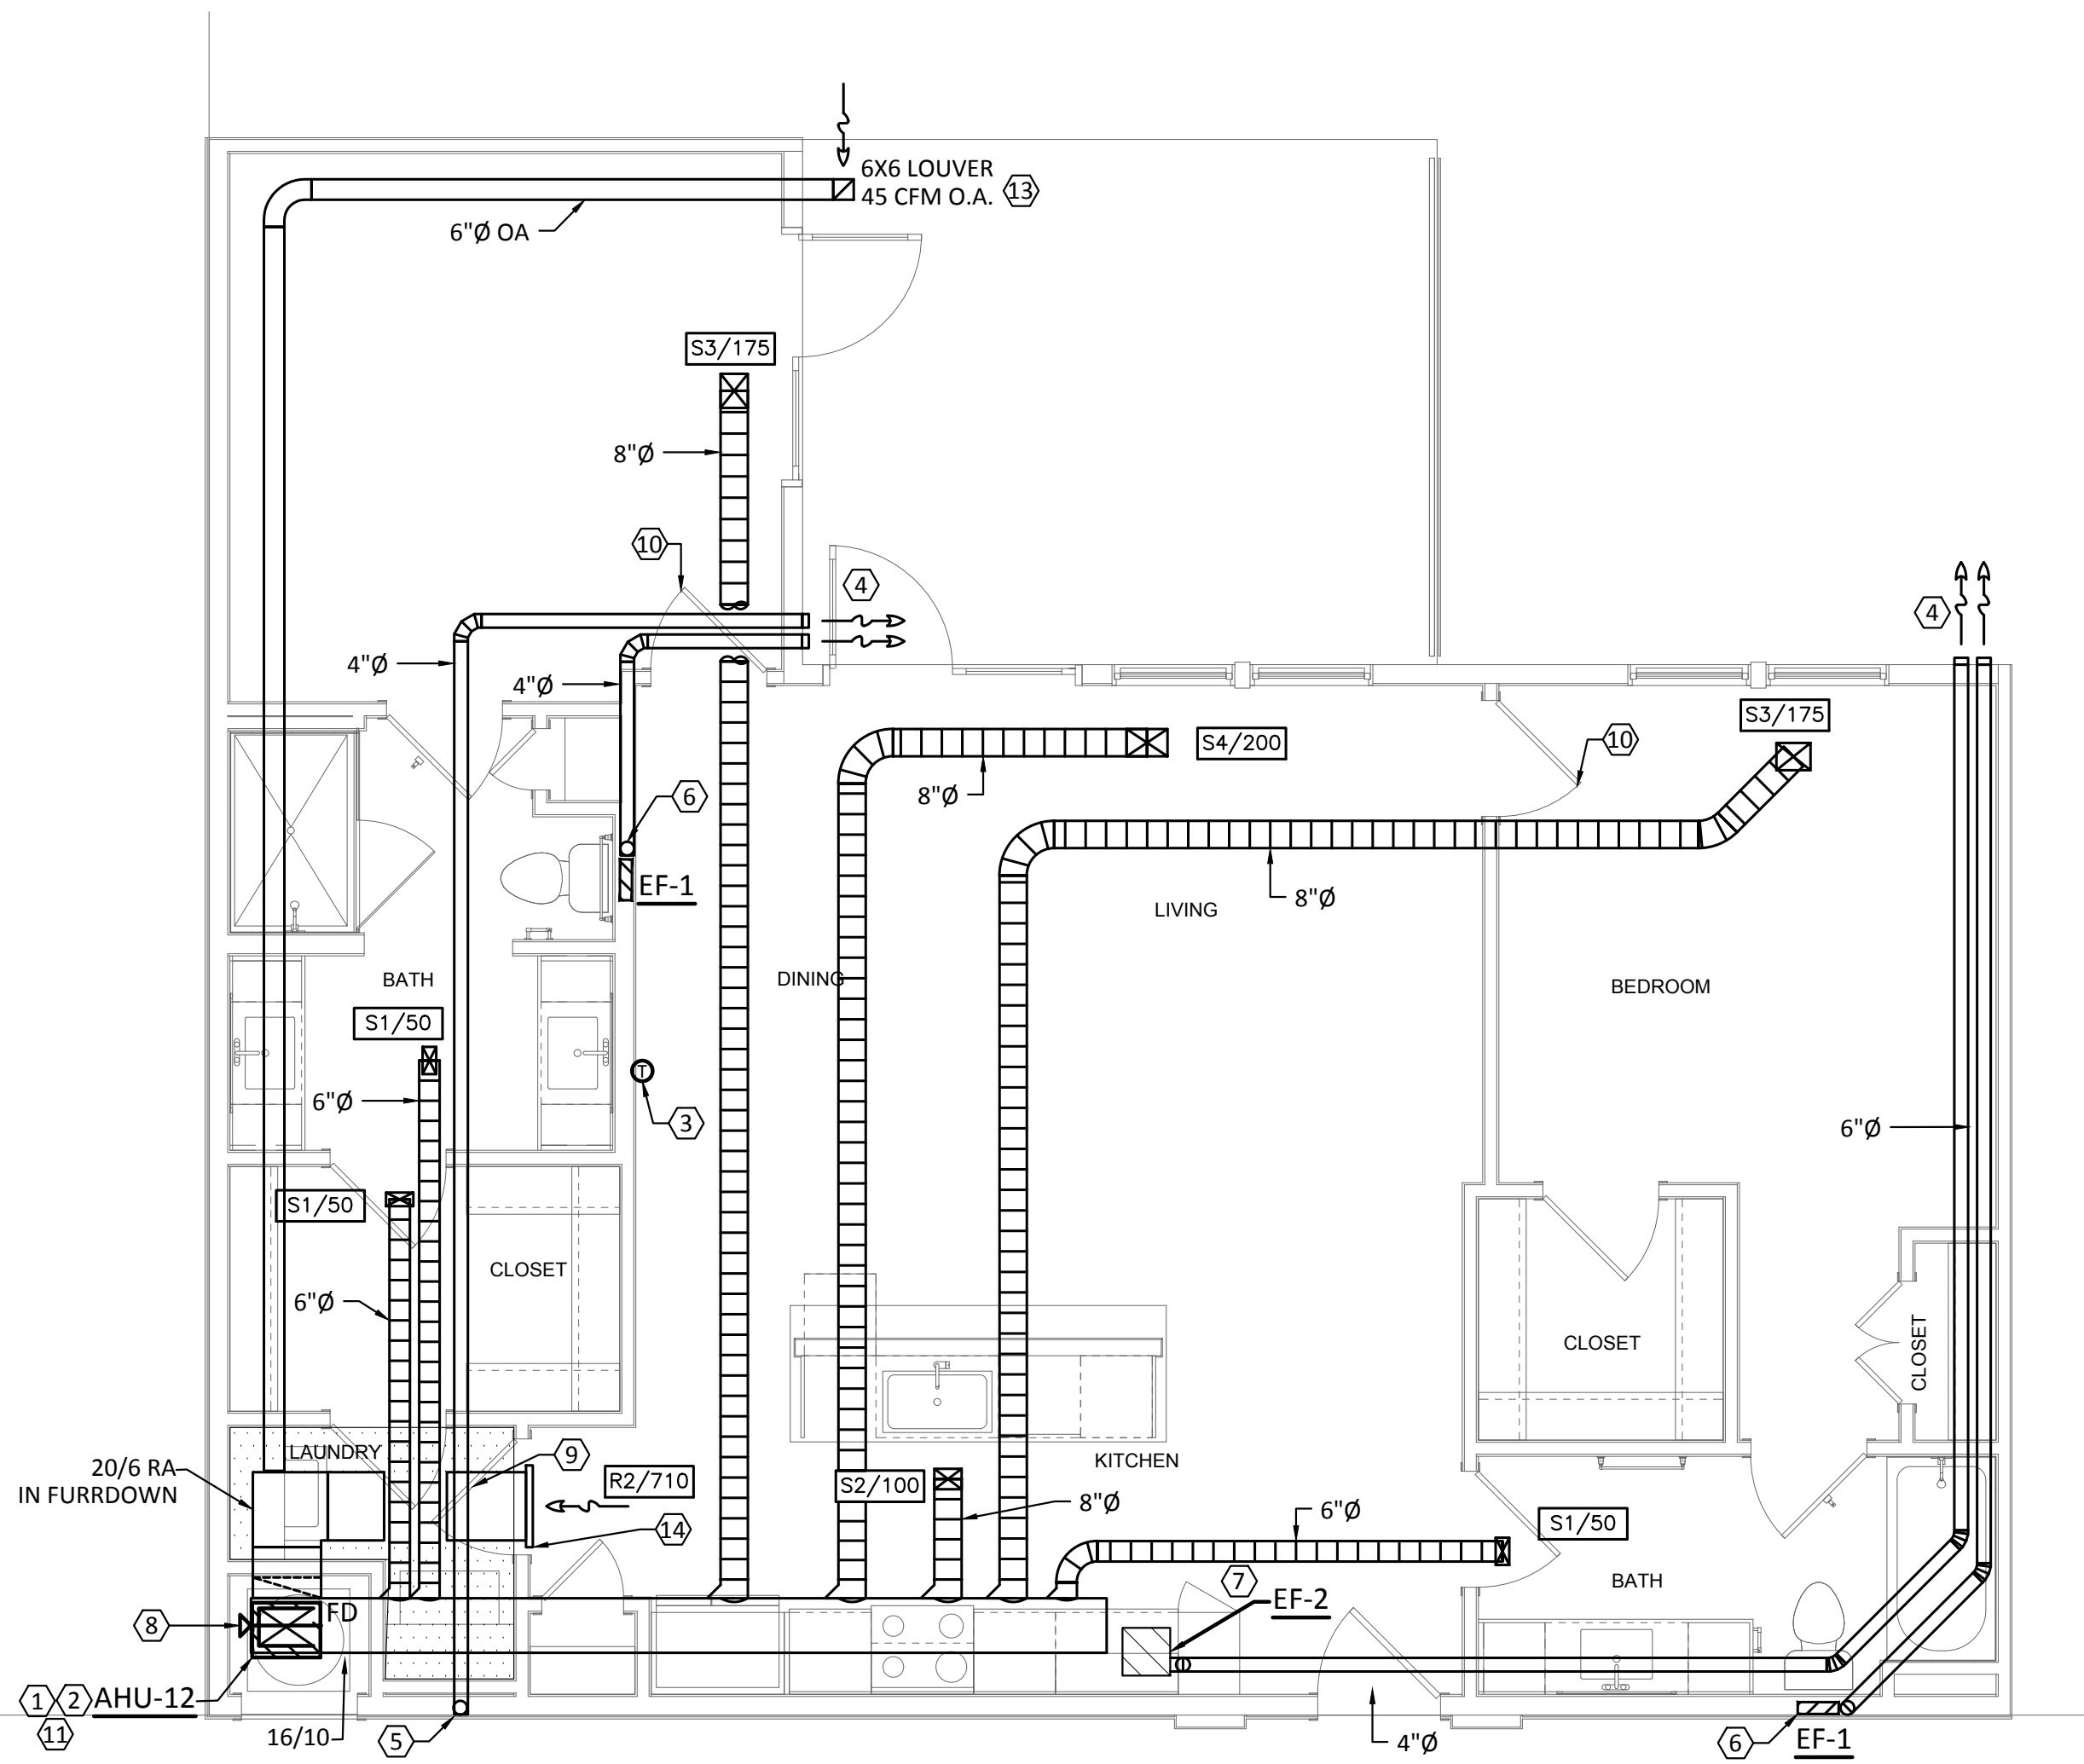 6X6 LOUVER
45 CFM O.A.
13
6"Ø OA
S3/175
8"Ø
10
4
4
4"Ø
4"Ø
S3/175
S4/200
10
8"Ø
6
EF-1
8"Ø
LIVING
BATH
DINING
BEDROOM
S1/50
T
6"Ø
3
6"Ø
S1/50
CLOSET
6"Ø
CLOSET
CLOSET
LAUNDRY
9
KITCHEN
20/6 RA
IN FURRDOWN
R2/710
S2/100
8"Ø
6"Ø
S1/50
14
7
BATH
EF-2
FD
8
1
2
AHU-12
11
16/10
5
4"Ø
6
EF-1